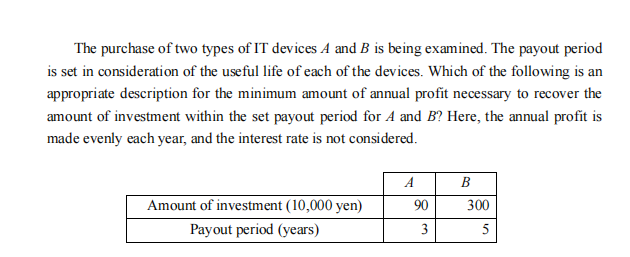 The purchase of two types of IT devices A and B is being examined. The payout period
is set in consideration of the useful life of each of the devices. Which of the following is an
appropriate description for the minimum amount of annual profit necessary to recover the
amount of investment within the set payout period for A and B? Here, the annual profit is
made evenly each year, and the interest rate is not considered.
A B
Amount of investment (10,000 yen) 90 300
Payout period (years) 3 5